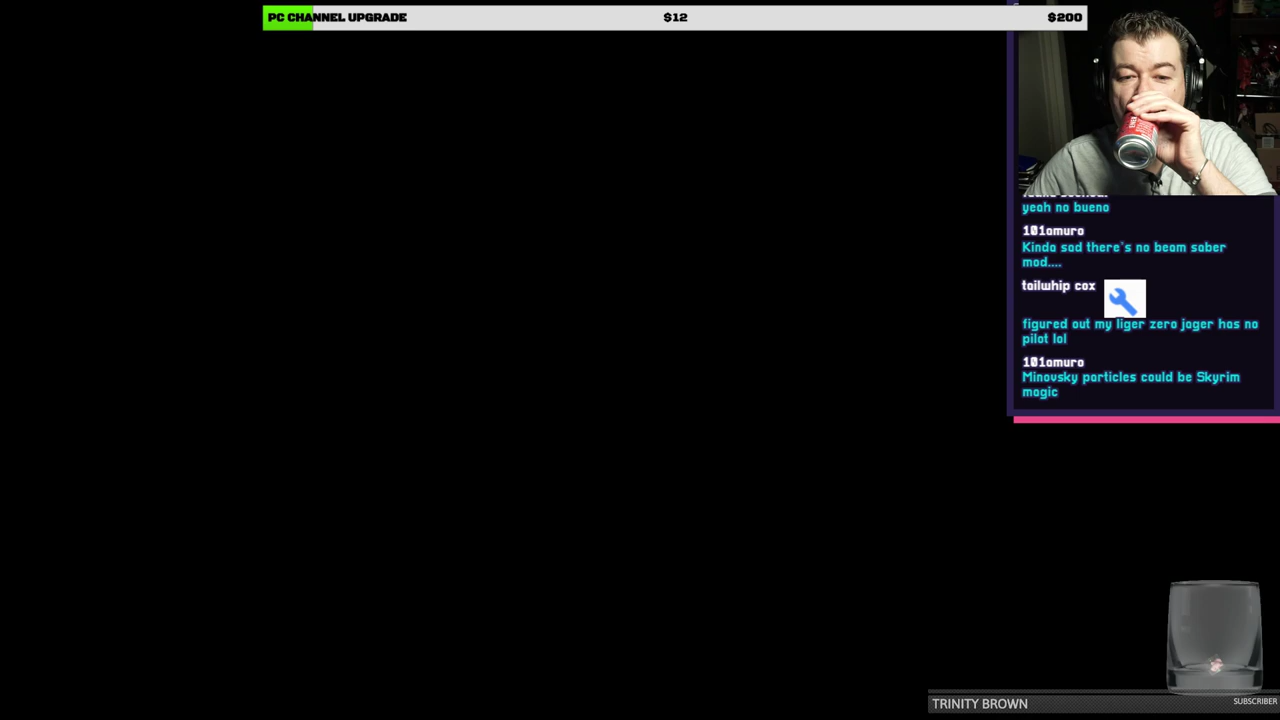 PC CHANNEL UPGRADE $12 $200
yeah no bueno
101amuro
Kinda sad there's no beam saber
mod....
tailwhip cox
figured out my liger zero jager has no
pilot lol
101amuro
Minovsky particles could be Skyrim
magic
TRINITY BROWN SUBSCRIBER